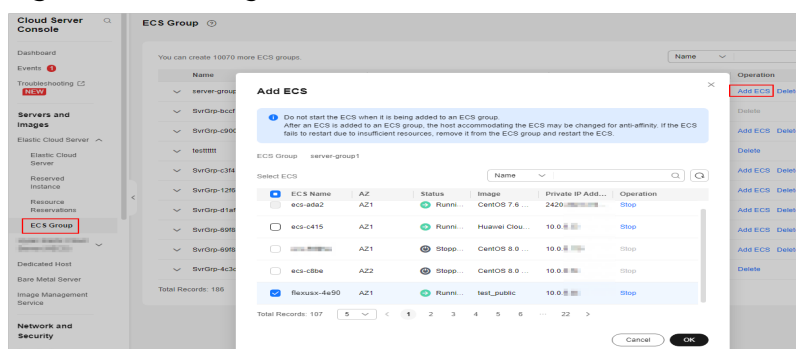 Cloud Server
Console
ECS Group
Dashboard
Events 1
Troubleshooting
NEW
Servers and
Images
Elastic Cloud Server
Elastic Cloud
Server
Reserved
Instance
Resource
Reservations
ECS Group
Dedicated Host
Bare Metal Server
Image Management
Service
Network and
Security
You can create 10070 more ECS groups.
Name
Name
Operation
server-group
Add ECS Delet
SvrGrp-bccf
Delete
SvrGrp-c900
Add ECS Delet
testttttt
Delete
SvrGrp-c3f4
Add ECS Delet
SvrGrp-12f6
Add ECS Delet
SvrGrp-d1af
Add ECS Delet
SvrGrp-69f8
Add ECS Delet
SvrGrp-69f8
Add ECS Delet
SvrGrp-4c3c
Delete
Total Records: 186
Add ECS
Do not start the ECS when it is being added to an ECS group.
After an ECS is added to an ECS group, the host accommodating the ECS may be changed for anti-affinity. If the ECS
fails to restart due to insufficient resources, remove it from the ECS group and restart the ECS.
ECS Group server-group1
Select ECS
Name
ECS Name AZ Status Image Private IP Add... Operation
ecs-ada2 AZ1 Runni... CentOS 7.6 ... 2420 Stop
ecs-c415 AZ1 Runni... Huawei Clou... 10.0. Stop
AZ1 Stopp... CentOS 8.0 ... 10.0. Stop
ecs-c8be AZ2 Stopp... CentOS 8.0 ... 10.0. Stop
flexusx-4e90 AZ1 Runni... test_public 10.0. Stop
Total Records: 107 5 < 1 2 3 4 5 6 ... 22 >
Cancel OK